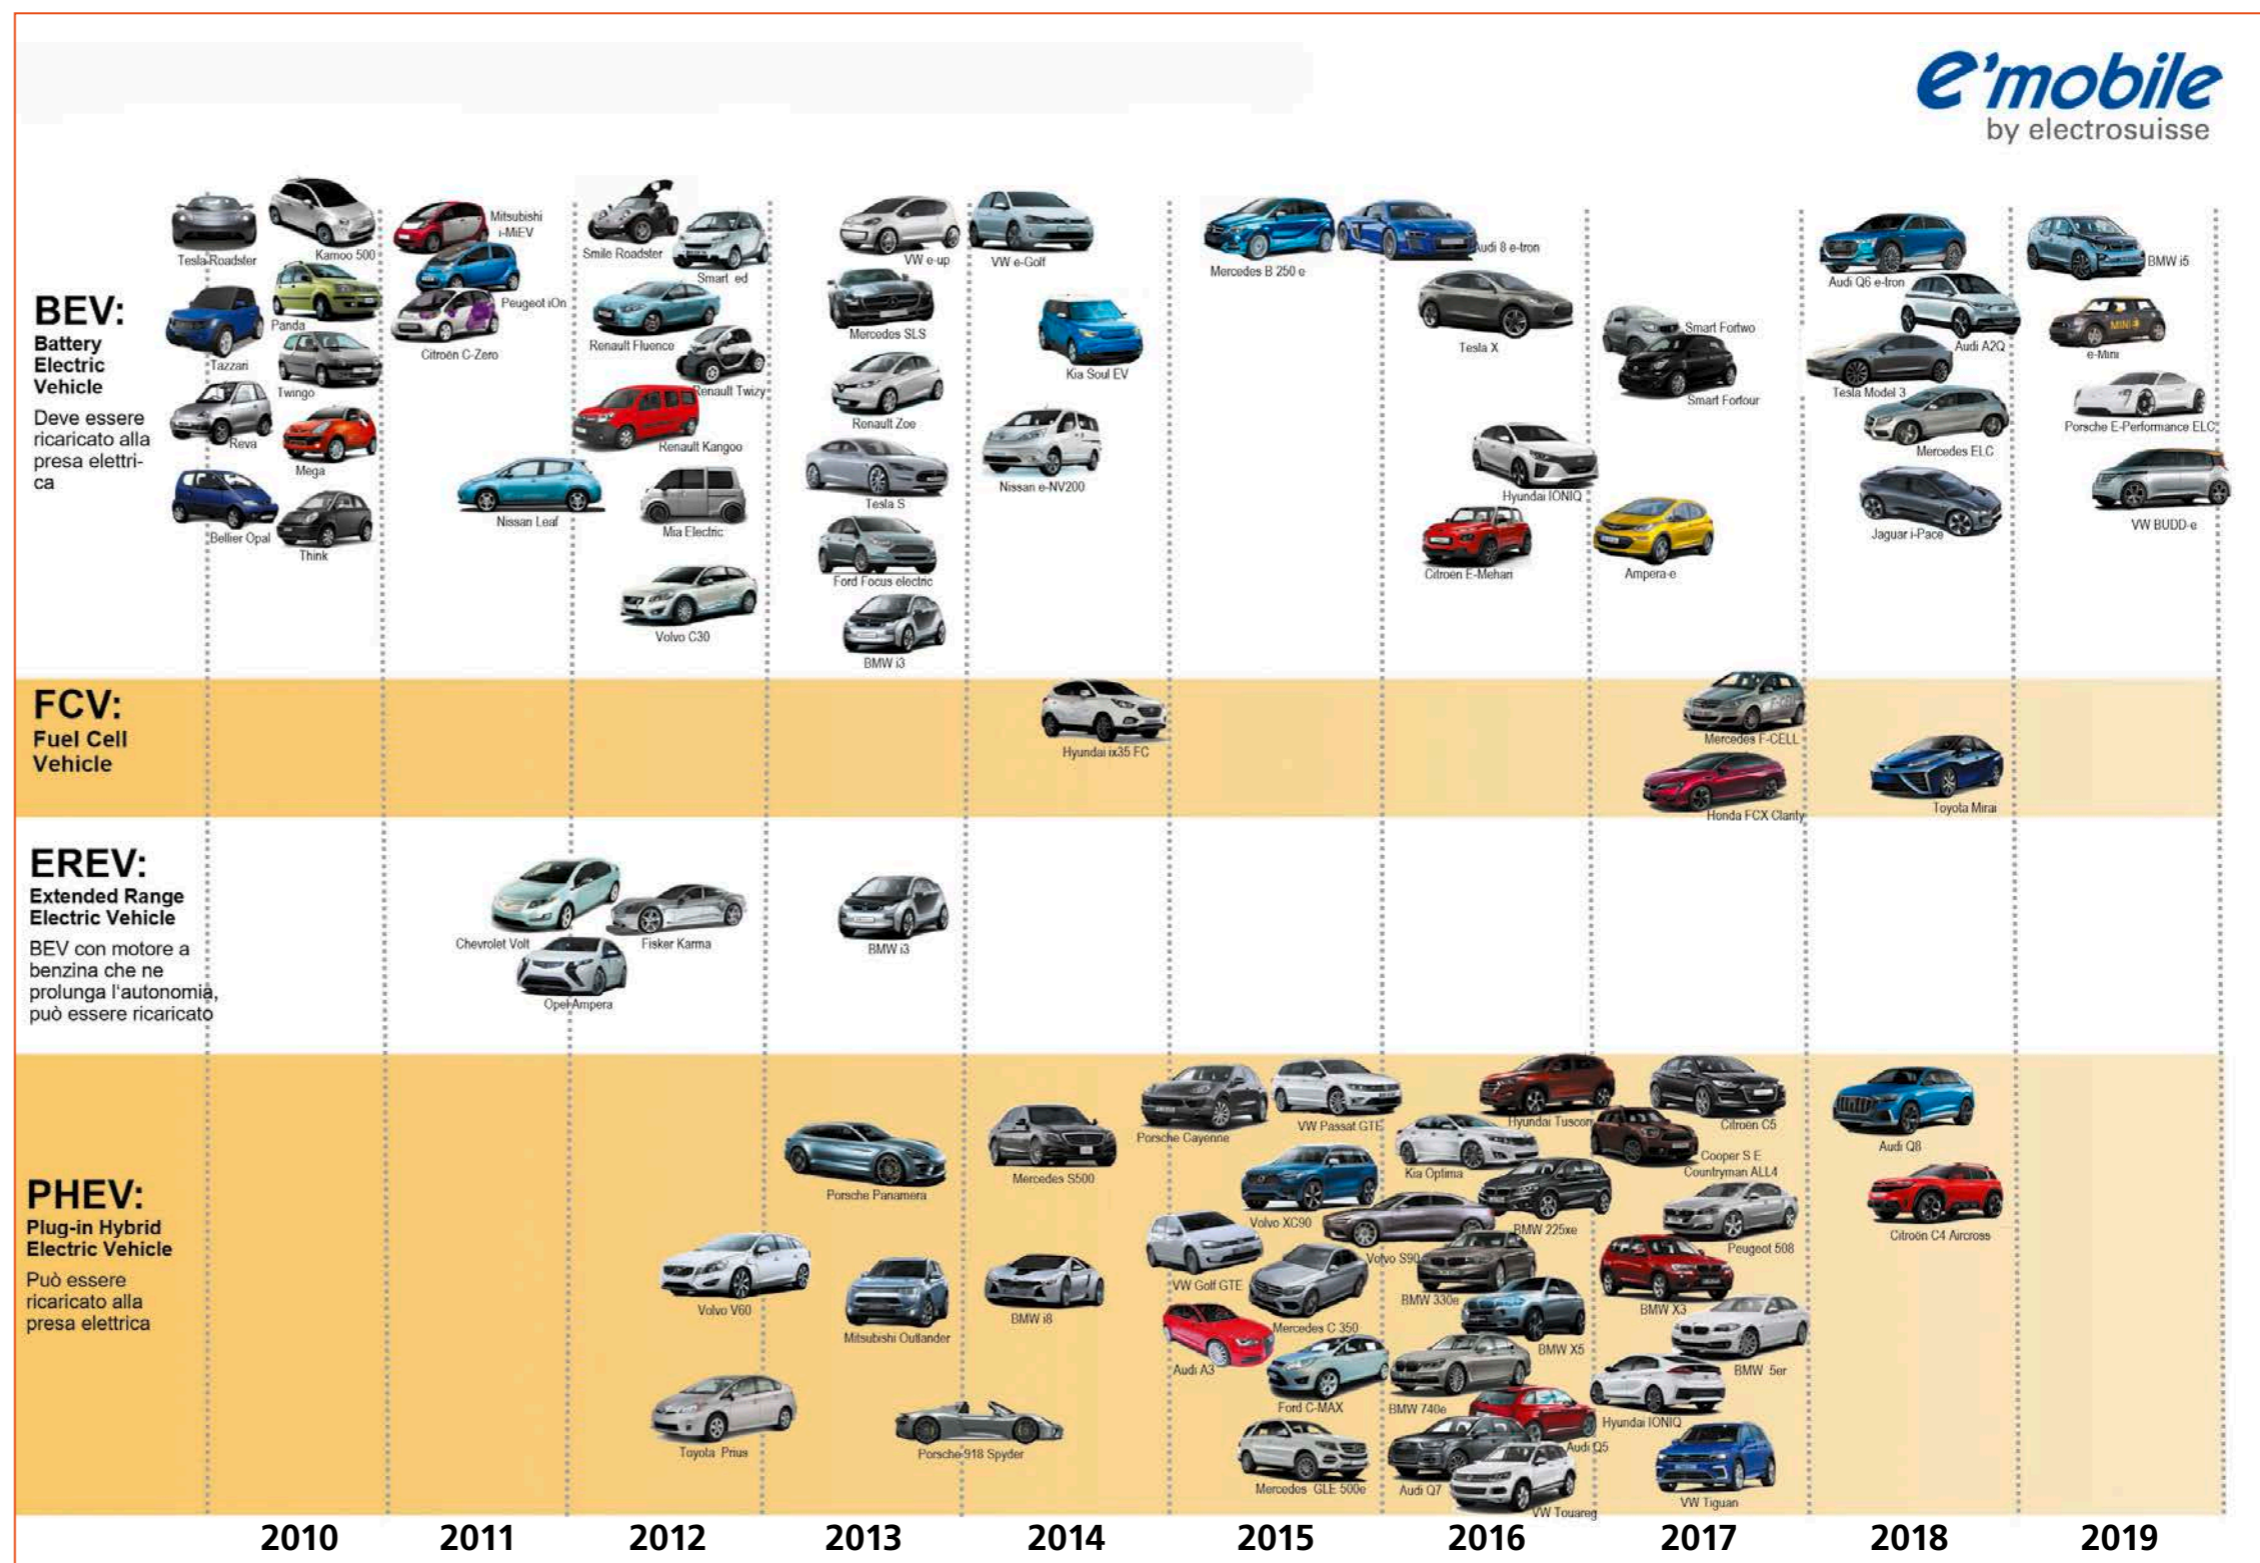 e'mobile
by electrosuisse
BEV:
Battery
Electric
Vehicle
Deve essere
ricaricato alla
presa elettri-
ca
Tesla Roadster
Kamoo 500
Panda
Tazzari
Twingo
Reva
Mega
Bellier Opal
Think
Mitsubishi
i-MiEV
Peugeot iOn
Citroën C-Zero
Nissan Leaf
Smile Roadster
Smart ed
Renault Fluence
Renault Twizy
Renault Kangoo
Mia Electric
Volvo C30
VW e-up
Mercedes SLS
Renault Zoe
Tesla S
Ford Focus electric
BMW i3
VW e-Golf
Kia Soul EV
Nissan e-NV200
Mercedes B 250 e
Audi 8 e-tron
Tesla X
Hyundai IONIQ
Citroen E-Mehari
Smart Fortwo
Smart Forfour
Ampera-e
Audi Q6 e-tron
Audi A2Q
Tesla Model 3
Mercedes ELC
Jaguar i-Pace
BMW i5
MINI
e-Mini
Porsche E-Performance ELC
VW BUDD-e
FCV:
Fuel Cell
Vehicle
Hyundai ix35 FC
Mercedes F-CELL
Honda FCX Clarity
Toyota Mirai
EREV:
Extended Range
Electric Vehicle
BEV con motore a
benzina che ne
prolunga l'autonomia,
può essere ricaricato
Chevrolet Volt
Fisker Karma
Opel Ampera
BMW i3
PHEV:
Plug-in Hybrid
Electric Vehicle
Può essere
ricaricato alla
presa elettrica
Volvo V60
Toyota Prius
Porsche Panamera
Mitsubishi Outlander
Porsche 918 Spyder
Mercedes S500
BMW i8
Porsche Cayenne
VW Passat GTE
Volvo XC90
VW Golf GTE
Mercedes C 350
Audi A3
Ford C-MAX
Mercedes GLE 500e
Hyundai Tuscon
Kia Optima
BMW 225xe
Volvo S90
BMW 330e
BMW X5
BMW 740e
Audi Q5
Audi Q7
VW Touareg
Citroën C5
Cooper S E
Countryman ALL4
Peugeot 508
BMW X3
BMW 5er
Hyundai IONIQ
VW Tiguan
Audi Q8
Citroën C4 Aircross
2010 2011 2012 2013 2014 2015 2016 2017 2018 2019